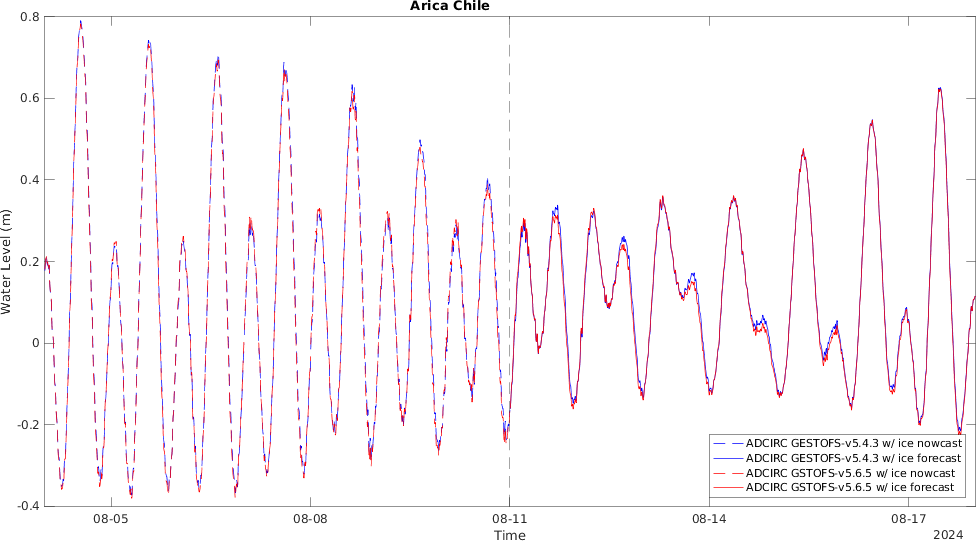 Arica Chile
0.8
0.6
0.4
0.2
0
-0.2
-0.4
Water Level (m)
08-05 08-08 08-11 08-14 08-17
Time
2024
ADCIRC GESTOFS-v5.4.3 w/ ice nowcast
ADCIRC GESTOFS-v5.4.3 w/ ice forecast
ADCIRC GSTOFS-v5.6.5 w/ ice nowcast
ADCIRC GSTOFS-v5.6.5 w/ ice forecast